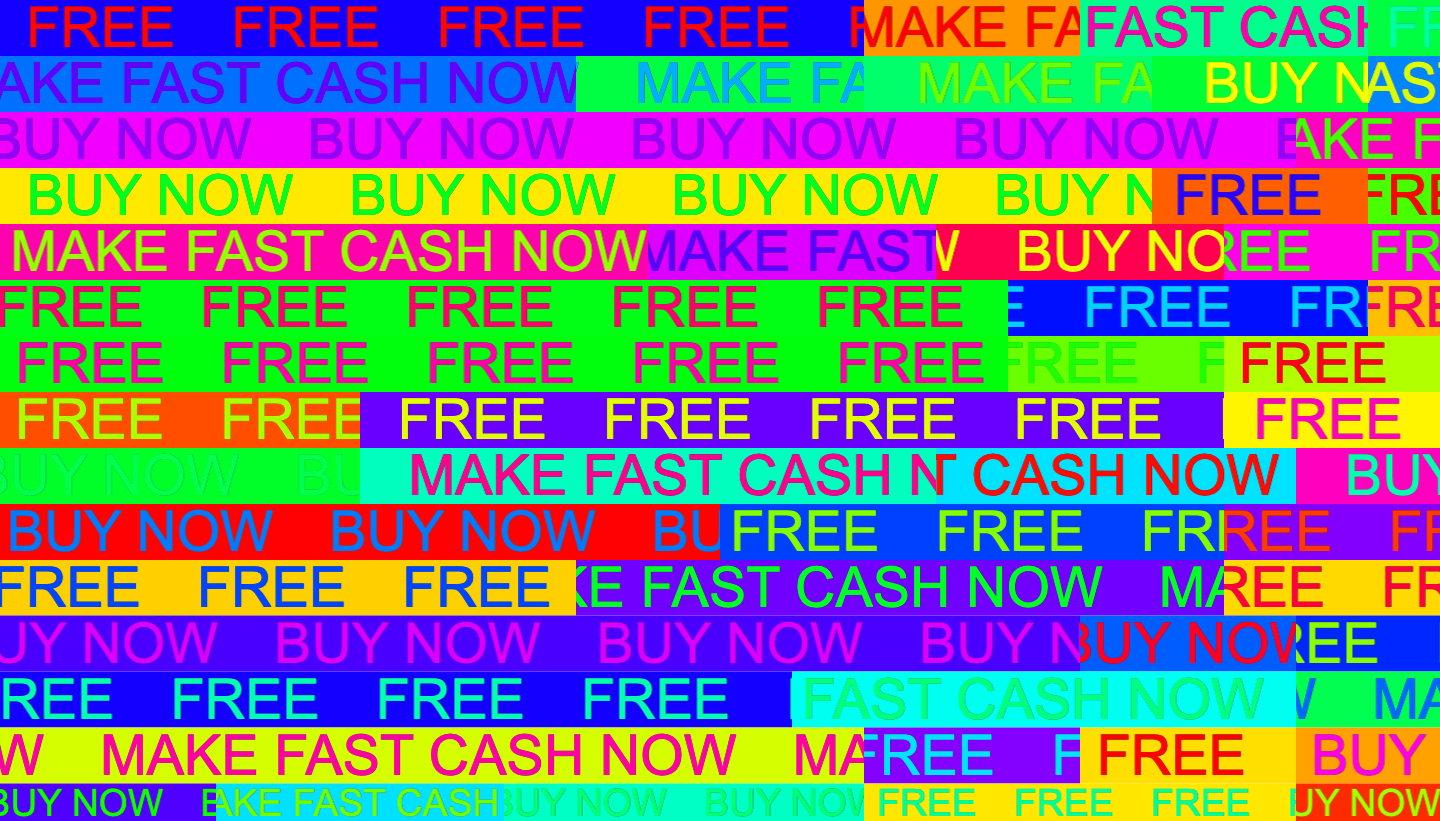 FREE FREE FREE FREE F MAKE FA FAST CASH FR
AKE FAST CASH NOW MAKE FA MAKE FA BUY N AST
BUY NOW BUY NOW BUY NOW BUY NOW B AKE F
BUY NOW BUY NOW BUY NOW BUY N FREE FRE
MAKE FAST CASH NOW MAKE FAST W BUY NO REE FR
FREE FREE FREE FREE FREE E FREE FR FRE
FREE FREE FREE FREE FREE FREE F FREE
FREE FREE FREE FREE FREE FREE FREE
BUY NOW BU MAKE FAST CASH N T CASH NOW BUY
BUY NOW BUY NOW BU FREE FREE FR REE F
FREE FREE FREE KE FAST CASH NOW MA REE FR
UY NOW BUY NOW BUY NOW BUY N BUY NOW REE
REE FREE FREE FREE FAST CASH NOW W MA
W MAKE FAST CASH NOW MA FREE F FREE BUY
BUY NOW B AKE FAST CASH BUY NOW BUY NOW FREE FREE FREE UY NOW